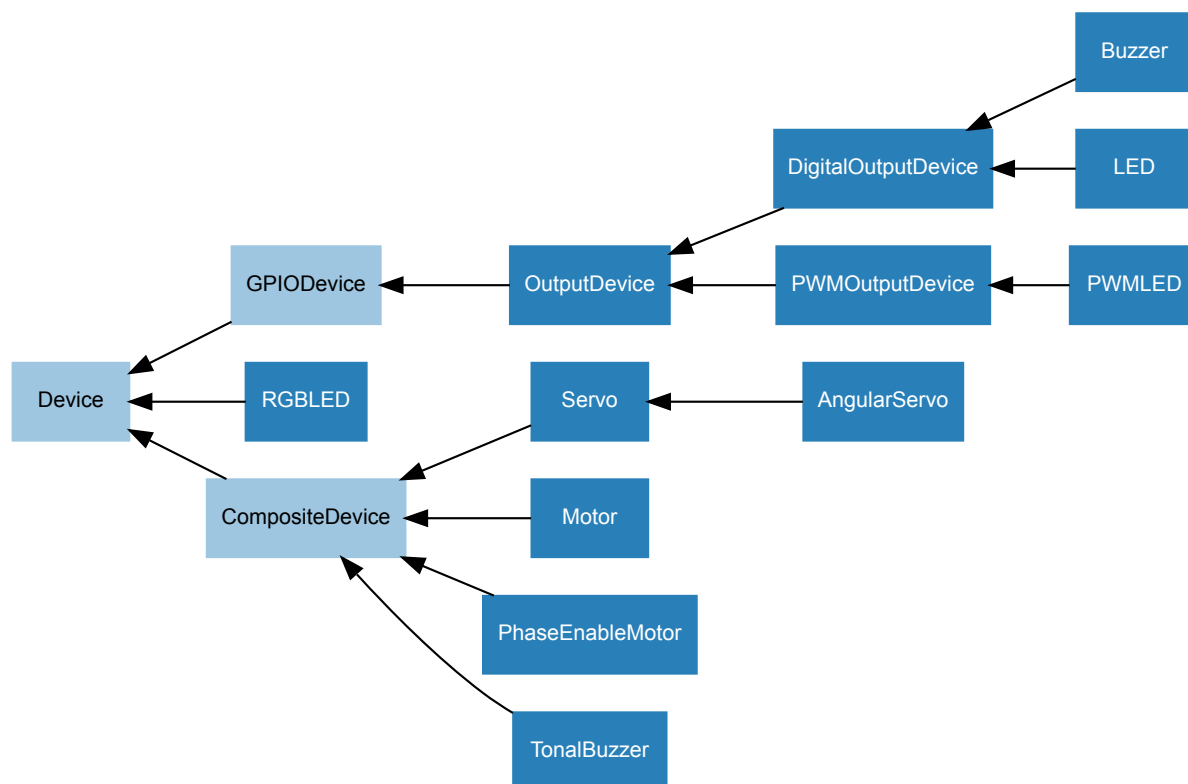 Buzzer
DigitalOutputDevice
LED
GPIODevice
OutputDevice
PWMOutputDevice
PWMLED
Device
RGBLED
Servo
AngularServo
CompositeDevice
Motor
PhaseEnableMotor
TonalBuzzer